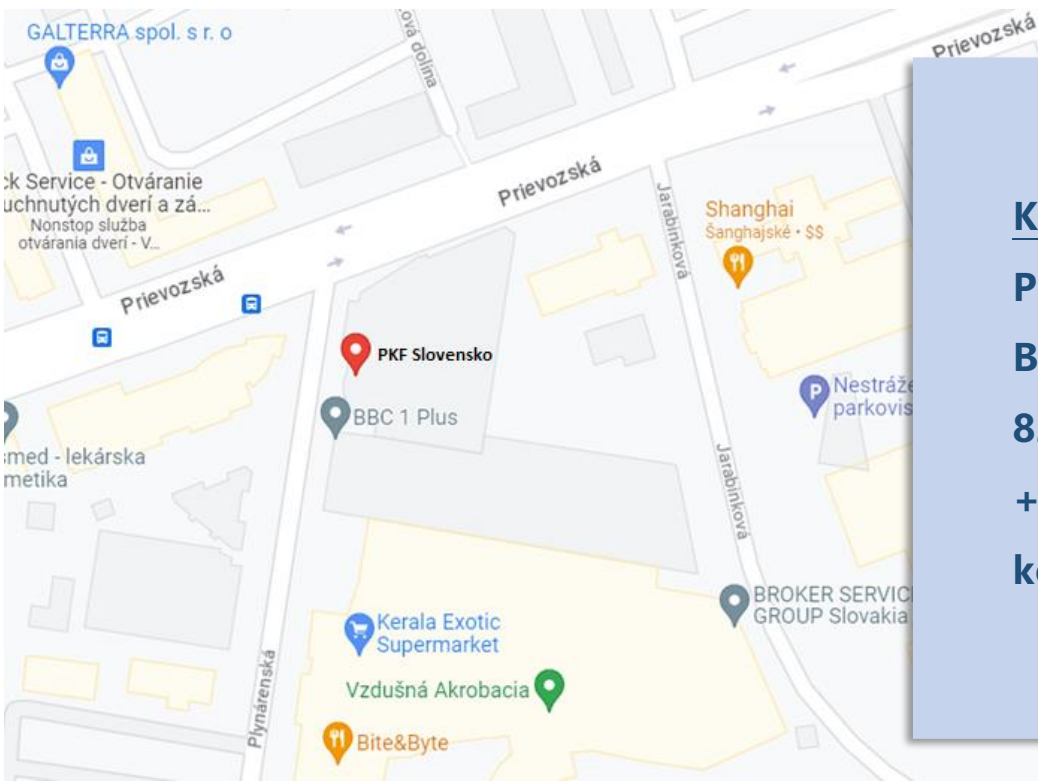 GALTERRA spol. s r. o
ová dolina
Prievozská
ck Service - Otváranie
uchnutých dverí a zá...
Nonstop služba
otvárania dverí - V...
Prievozská
Jarabinková
Shanghai
Šanghajské • $$
Prievozská
PKF Slovensko
BBC 1 Plus
P
Nestráže
parkovis
smed - lekárska
metika
Jarabinková
BROKER SERVIC
GROUP Slovakia
Kerala Exotic
Supermarket
Vzdušná Akrobacia
Plynárenská
Bite&Byte
K
P
B
8
+
k